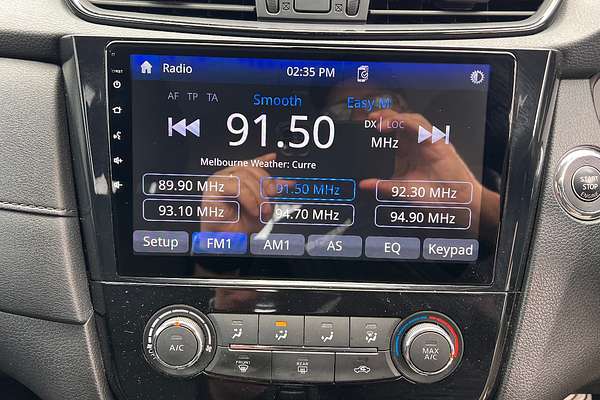 Radio 02:35 PM
AF TP TA
Smooth Easy M
91.50
DX | LOC
MHz
Melbourne Weather: Curre
89.90 MHz 91.50 MHz 92.30 MHz
93.10 MHz 94.70 MHz 94.90 MHz
Setup FM1 AM1 AS EQ Keypad
START
STOP
A/C
FRONT REAR
MAX
A/C